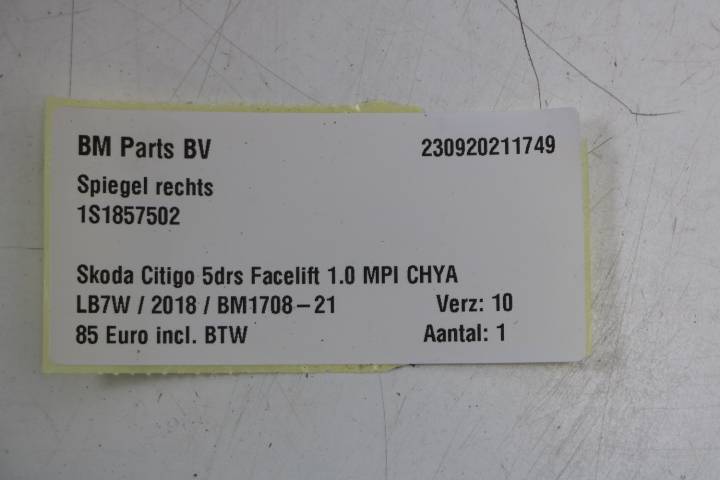 BM Parts BV 230920211749
Spiegel rechts
1S1857502
Skoda Citigo 5drs Facelift 1.0 MPI CHYA
LB7W / 2018 / BM1708-21 Verz: 10
85 Euro incl. BTW Aantal: 1